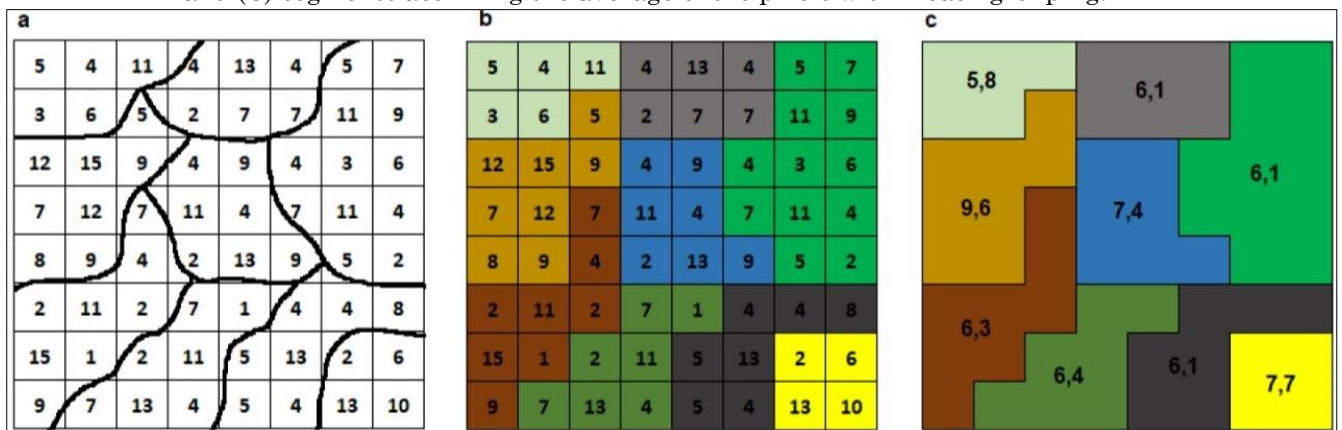 a b c
5 4 11 4 13 4 5 7
3 6 5 2 7 7 11 9
12 15 9 4 9 4 3 6
7 12 7 11 4 7 11 4
8 9 4 2 13 9 5 2
2 11 2 7 1 4 4 8
15 1 2 11 5 13 2 6
9 7 13 4 5 4 13 10
5 4 11 4 13 4 5 7
3 6 5 2 7 7 11 9
12 15 9 4 9 4 3 6
7 12 7 11 4 7 11 4
8 9 4 2 13 9 5 2
2 11 2 7 1 4 4 8
15 1 2 11 5 13 2 6
9 7 13 4 5 4 13 10
5,8 6,1
6,1
9,6 7,4
6,3
6,4 6,1 7,7